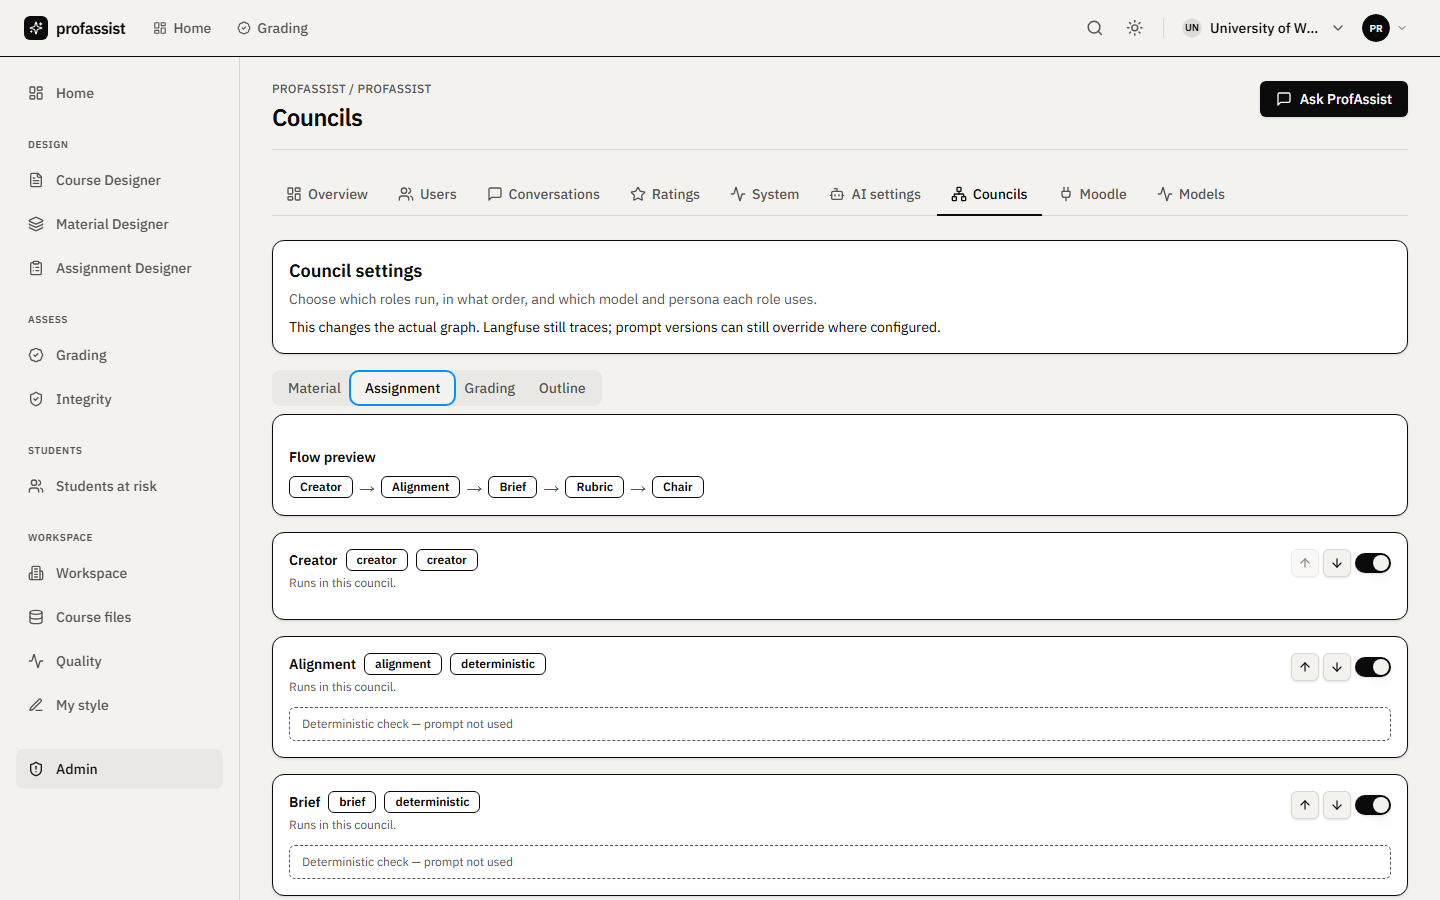 profassist
Home
Grading
UN
University of W...
PR
Home
DESIGN
Course Designer
Material Designer
Assignment Designer
ASSESS
Grading
Integrity
STUDENTS
Students at risk
WORKSPACE
Workspace
Course files
Quality
My style
Admin
PROFASSIST / PROFASSIST
Councils
Ask ProfAssist
Overview
Users
Conversations
Ratings
System
AI settings
Councils
Moodle
Models
Council settings
Choose which roles run, in what order, and which model and persona each role uses.
This changes the actual graph. Langfuse still traces; prompt versions can still override where configured.
Material
Assignment
Grading
Outline
Flow preview
Creator → Alignment → Brief → Rubric → Chair
Creator creator creator
Runs in this council.
Alignment alignment deterministic
Runs in this council.
Deterministic check — prompt not used
Brief brief deterministic
Runs in this council.
Deterministic check — prompt not used